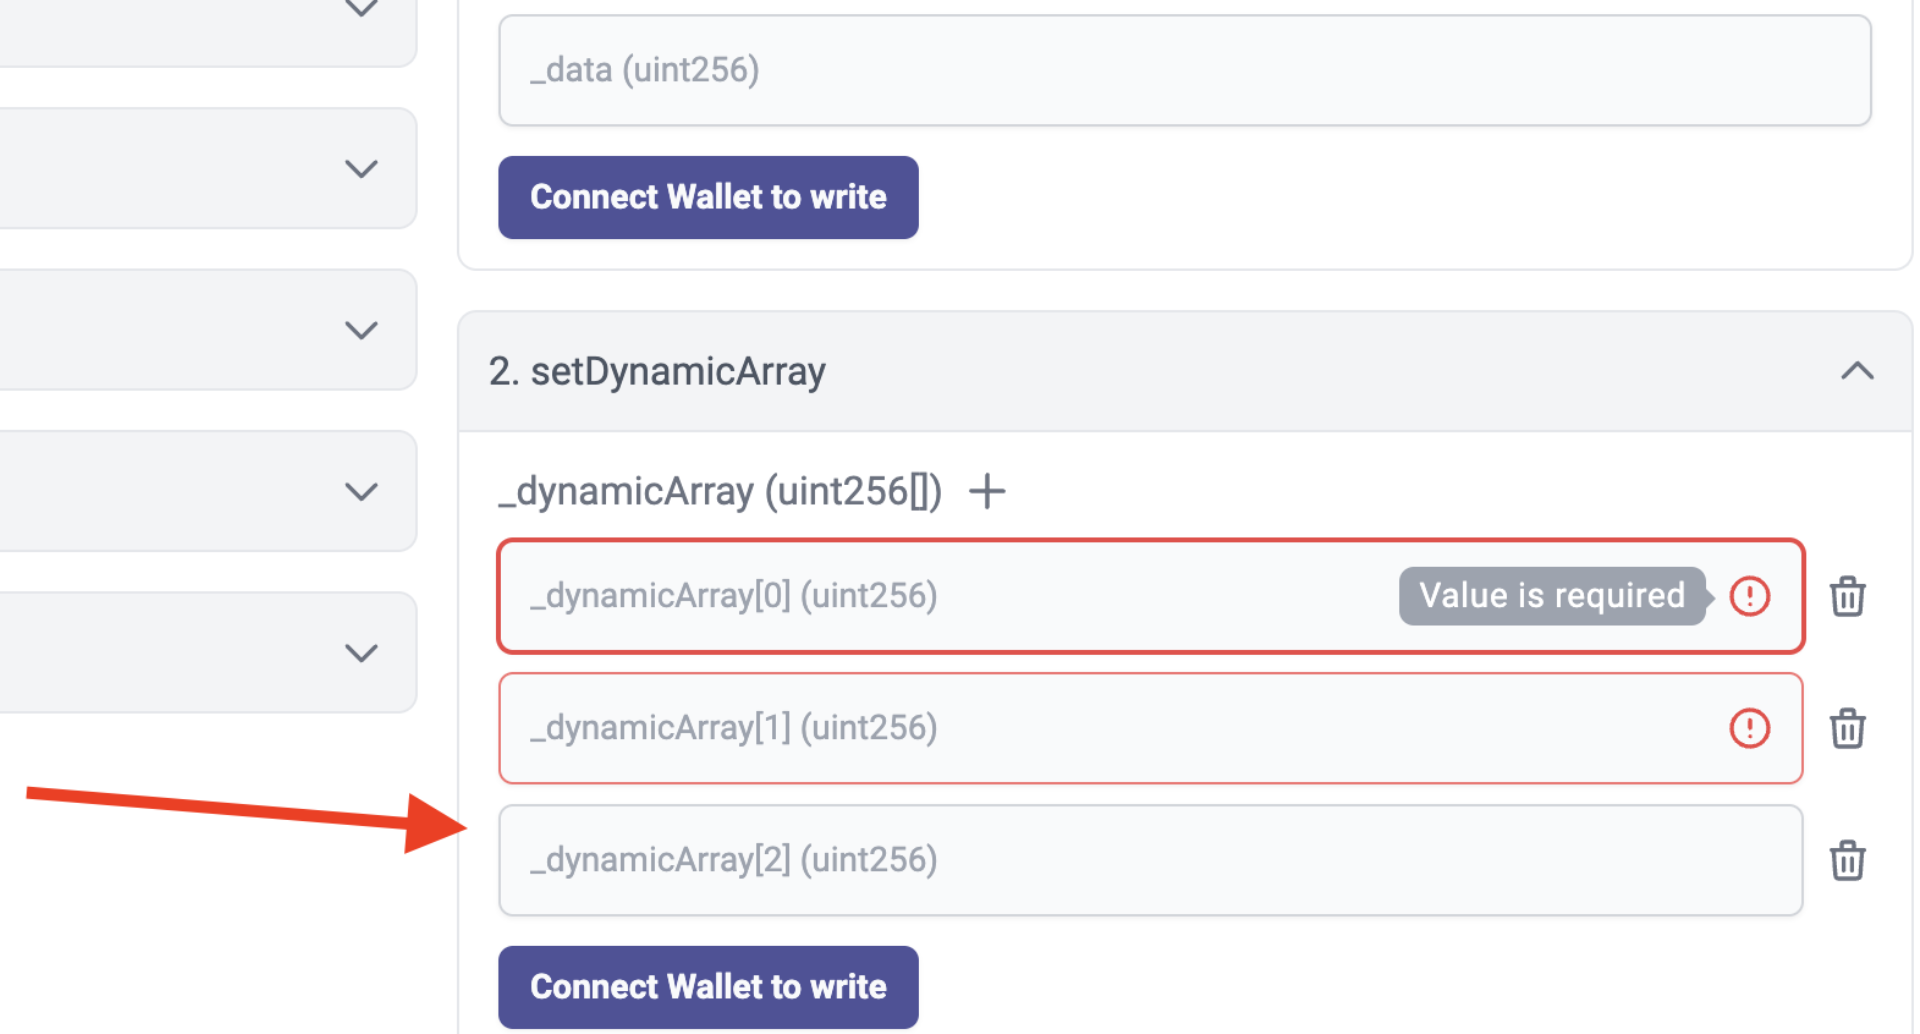 _data (uint256)
Connect Wallet to write
2. setDynamicArray
_dynamicArray (uint256[])
_dynamicArray[0] (uint256)
Value is required
_dynamicArray[1] (uint256)
_dynamicArray[2] (uint256)
Connect Wallet to write